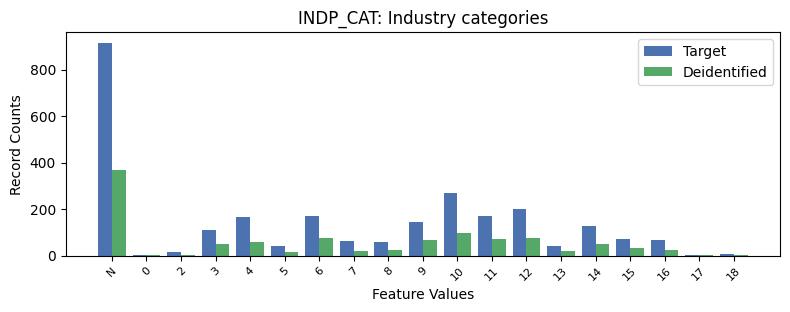 INDP_CAT: Industry categories
Target
Deidentified
Record Counts
800
600
400
200
0
N 0 2 3 4 5 6 7 8 9 10 11 12 13 14 15 16 17 18
Feature Values